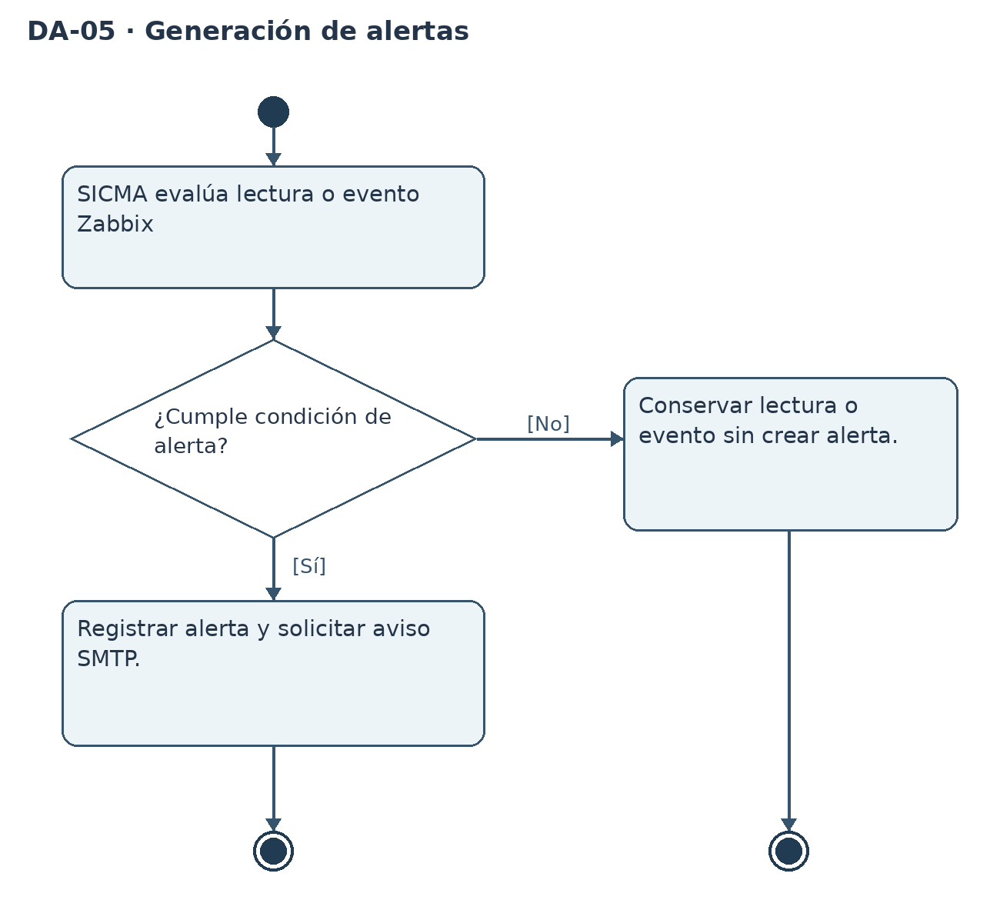 DA-05 · Generación de alertas
SICMA evalúa lectura o evento
Zabbix
¿Cumple condición de
alerta?
[No]
Conservar lectura o
evento sin crear alerta.
[Sí]
Registrar alerta y solicitar aviso
SMTP.